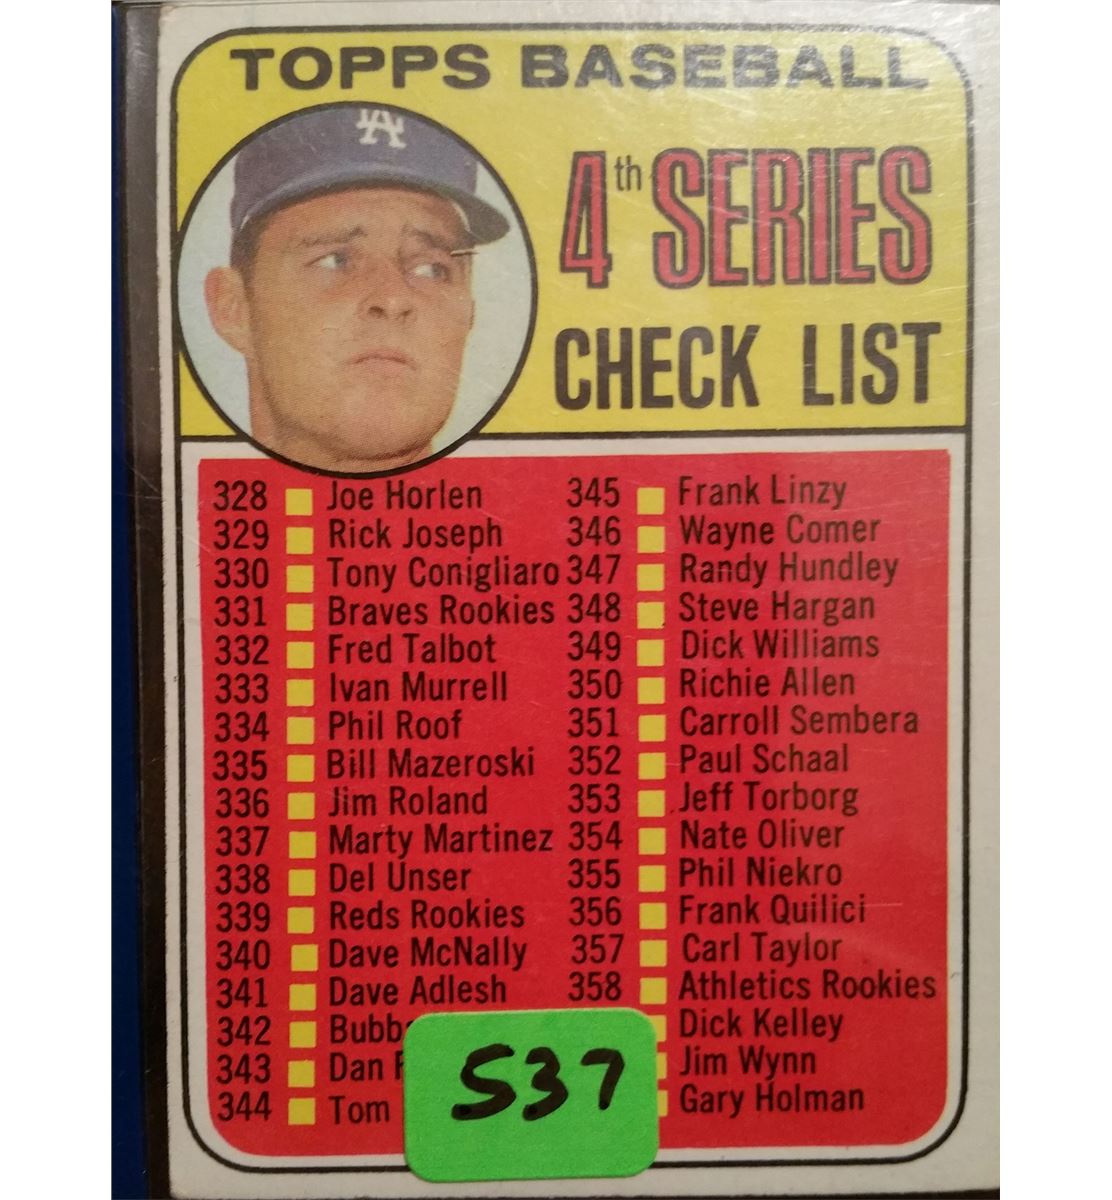 TOPPS BASEBALL
LA
4th SERIES
CHECK LIST
328 Joe Horlen
329 Rick Joseph
330 Tony Conigliaro
331 Braves Rookies
332 Fred Talbot
333 Ivan Murrell
334 Phil Roof
335 Bill Mazeroski
336 Jim Roland
337 Marty Martinez
338 Del Unser
339 Reds Rookies
340 Dave McNally
341 Dave Adlesh
342
343 Dan
344 Tom
345 Frank Linzy
346 Wayne Comer
347 Randy Hundley
348 Steve Hargan
349 Dick Williams
350 Richie Allen
351 Carroll Sembera
352 Paul Schaal
353 Jeff Torborg
354 Nate Oliver
355 Phil Niekro
356 Frank Quilici
357 Carl Taylor
358 Athletics Rookies
Dick Kelley
Jim Wynn
Gary Holman
537